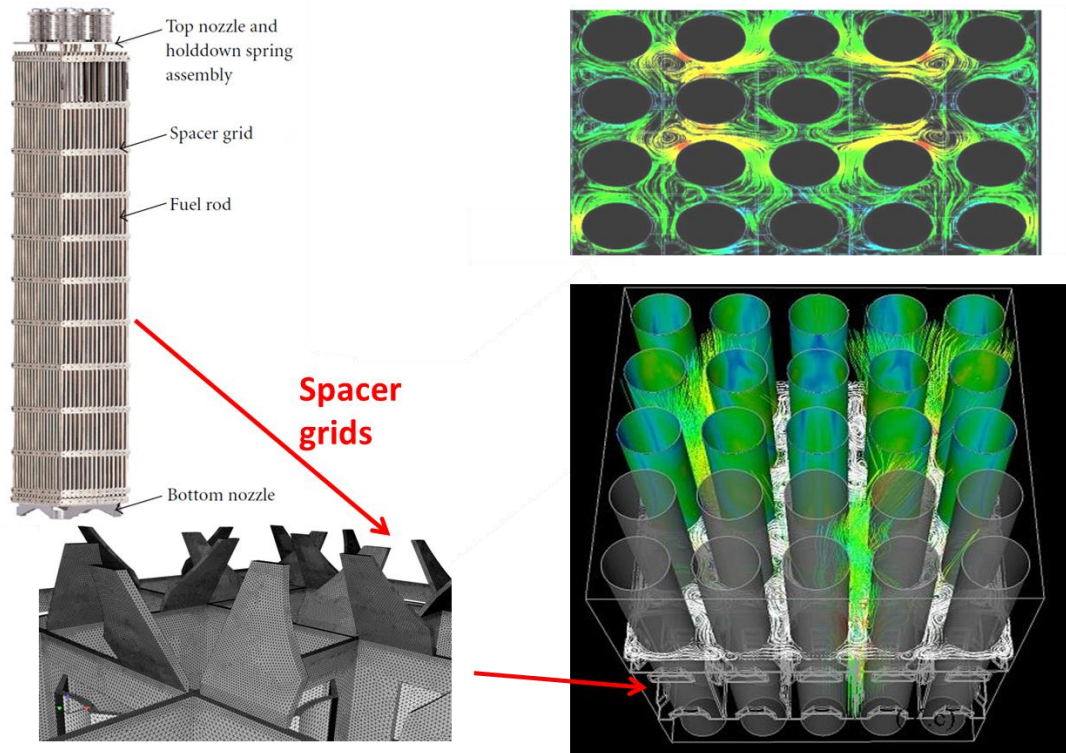 Top nozzle and
holddown spring
assembly
Spacer grid
Fuel rod
Spacer
grids
Bottom nozzle